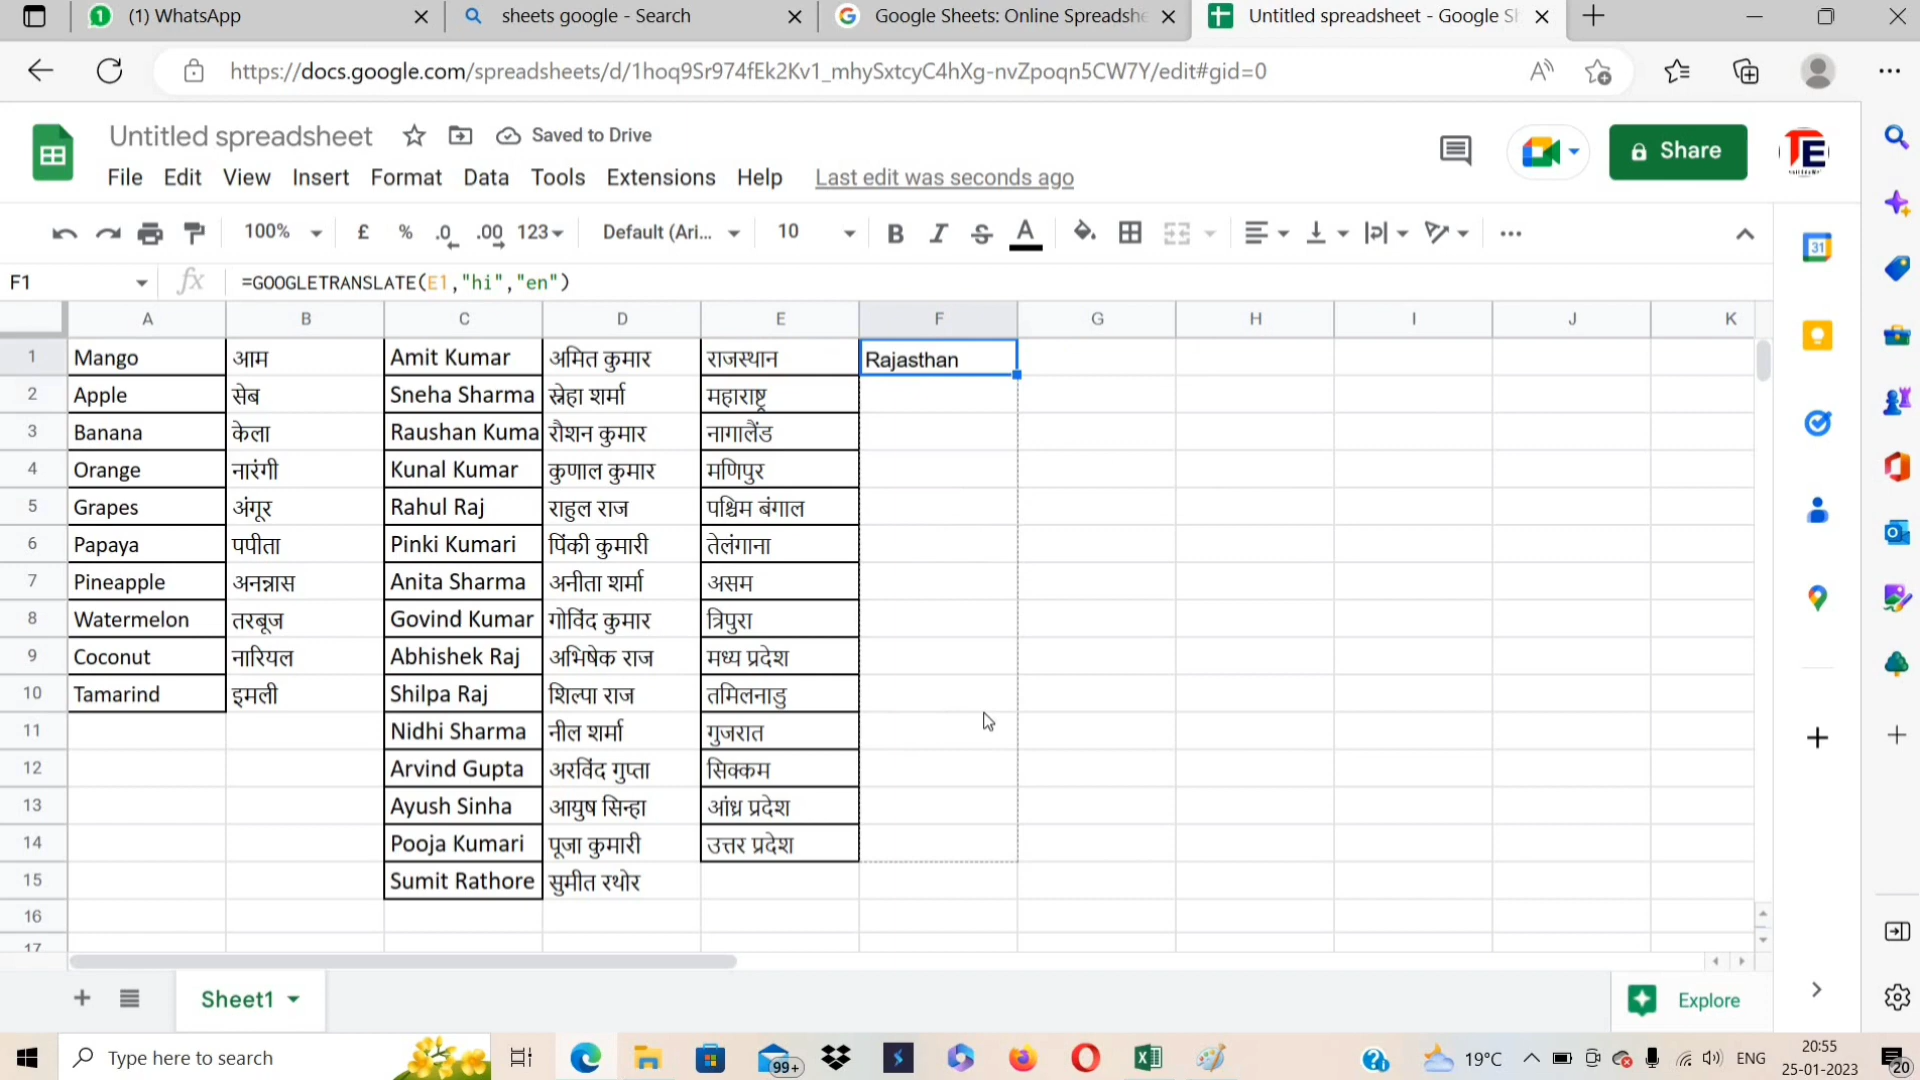 (1) WhatsApp
sheets google - Search
Google Sheets: Online Spreadshe
Untitled spreadsheet - Google S
https://docs.google.com/spreadsheets/d/1hoq9Sr974fEk2Kv1_mhySxtcyC4hXg-nvZpoqn5CW7Y/edit#gid=0
Untitled spreadsheet
Saved to Drive
Share
TE
File Edit View Insert Format Data Tools Extensions Help Last edit was seconds ago
100% £ % .0 .00 123 Default (Ari... 10 B I S A
31
F1 fx =GOOGLETRANSLATE(E1,"hi","en")
A B C D E F G H I J K
1 Mango आम Amit Kumar अमित कुमार राजस्थान Rajasthan
2 Apple सेब Sneha Sharma स्नेहा शर्मा महाराष्ट्र
3 Banana केला Raushan Kuma रौशन कुमार नागालैंड
4 Orange नारंगी Kunal Kumar कुणाल कुमार मणिपुर
5 Grapes अंगूर Rahul Raj राहुल राज पश्चिम बंगाल
6 Papaya पपीता Pinki Kumari पिंकी कुमारी तेलंगाना
7 Pineapple अनन्नास Anita Sharma अनीता शर्मा असम
8 Watermelon तरबूज Govind Kumar गोविंद कुमार त्रिपुरा
9 Coconut नारियल Abhishek Raj अभिषेक राज मध्य प्रदेश
10 Tamarind इमली Shilpa Raj शिल्पा राज तमिलनाडु
11 Nidhi Sharma नील शर्मा गुजरात
12 Arvind Gupta अरविंद गुप्ता सिक्कम
13 Ayush Sinha आयुष सिन्हा आंध्र प्रदेश
14 Pooja Kumari पूजा कुमारी उत्तर प्रदेश
15 Sumit Rathore सुमीत रथोर
16
17
Sheet1
Explore
Type here to search
99+
19°C
ENG
20:55
25-01-2023
20